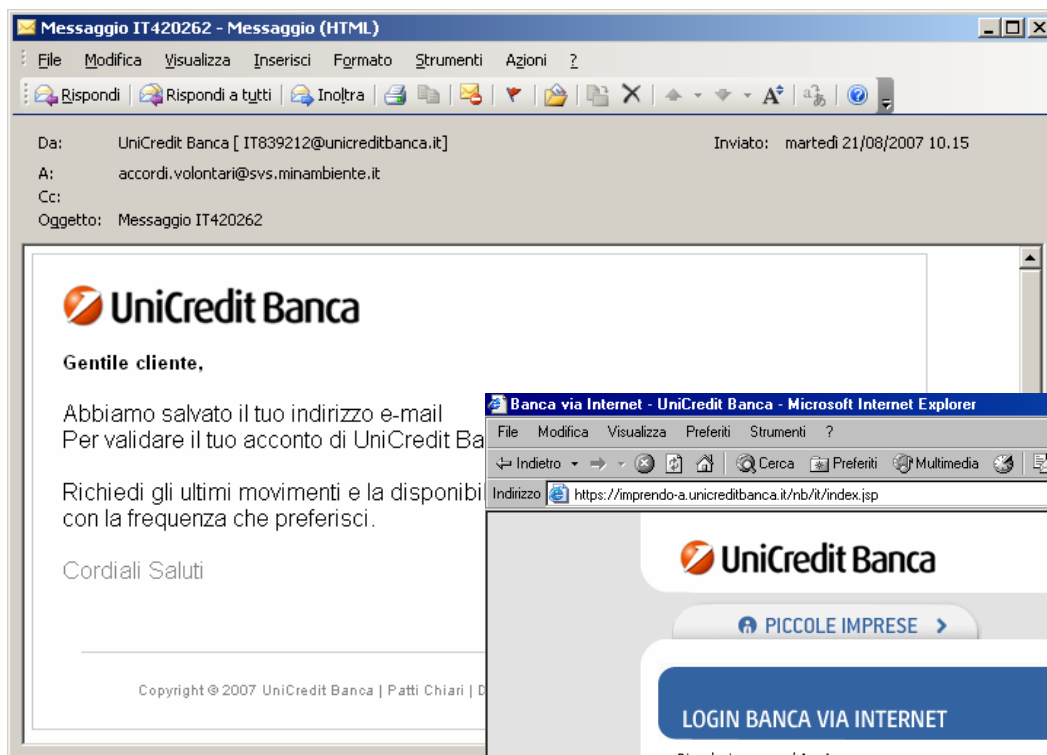 Messaggio IT420262 - Messaggio (HTML)
File Modifica Visualizza Inserisci Formato Strumenti Azioni ?
Rispondi Rispondi a tutti Inoltra
Da: UniCredit Banca [ IT839212@unicreditbanca.it] Inviato: martedì 21/08/2007 10.15
A: accordi.volontari@svs.minambiente.it
Cc:
Oggetto: Messaggio IT420262
UniCredit Banca
Gentile cliente,
Abbiamo salvato il tuo indirizzo e-mail
Per validare il tuo acconto di UniCredit Ba
Richiedi gli ultimi movimenti e la disponibil
con la frequenza che preferisci.
Cordiali Saluti
Copyright © 2007 UniCredit Banca | Patti Chiari | D
Banca via Internet - UniCredit Banca - Microsoft Internet Explorer
File Modifica Visualizza Preferiti Strumenti ?
Indietro Cerca Preferiti Multimedia
Indirizzo https://imprendo-a.unicreditbanca.it/nb/it/index.jsp
UniCredit Banca
PICCOLE IMPRESE >
LOGIN BANCA VIA INTERNET